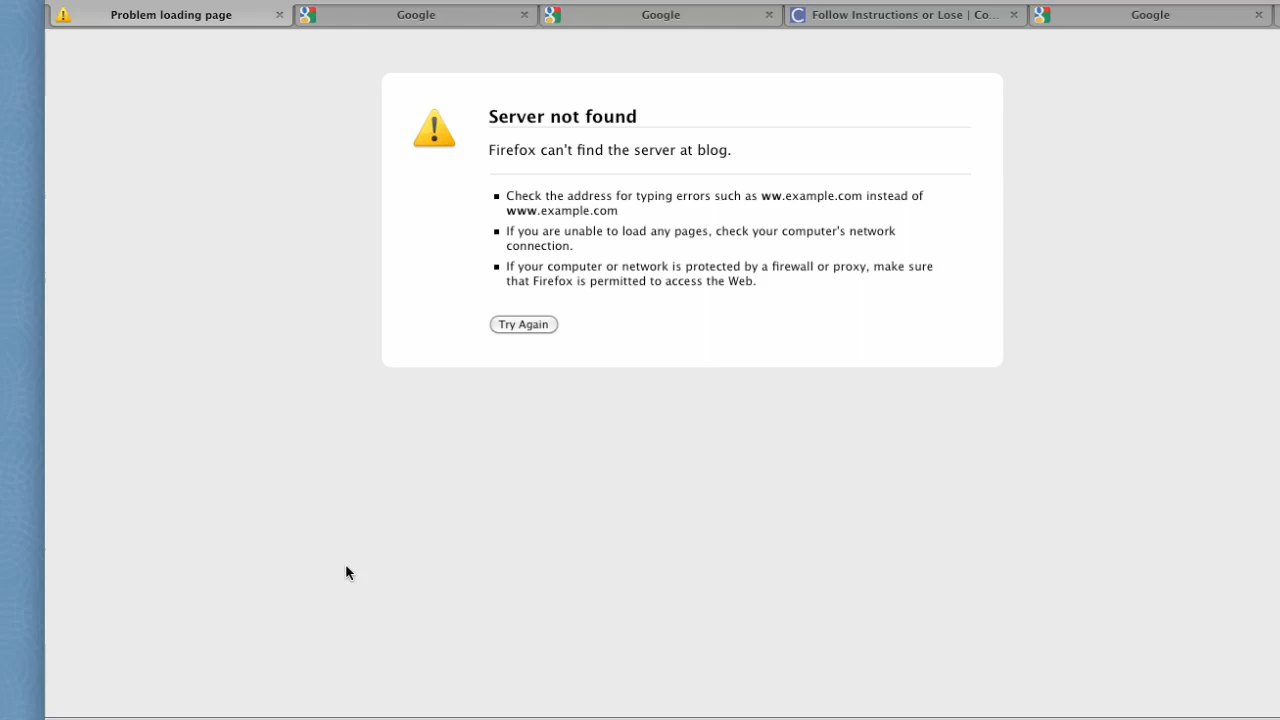 Problem loading page
Google
Google
Follow Instructions or Lose | Co...
Google
Server not found
Firefox can't find the server at blog.
Check the address for typing errors such as ww.example.com instead of
www.example.com
If you are unable to load any pages, check your computer's network
connection.
If your computer or network is protected by a firewall or proxy, make sure
that Firefox is permitted to access the Web.
Try Again